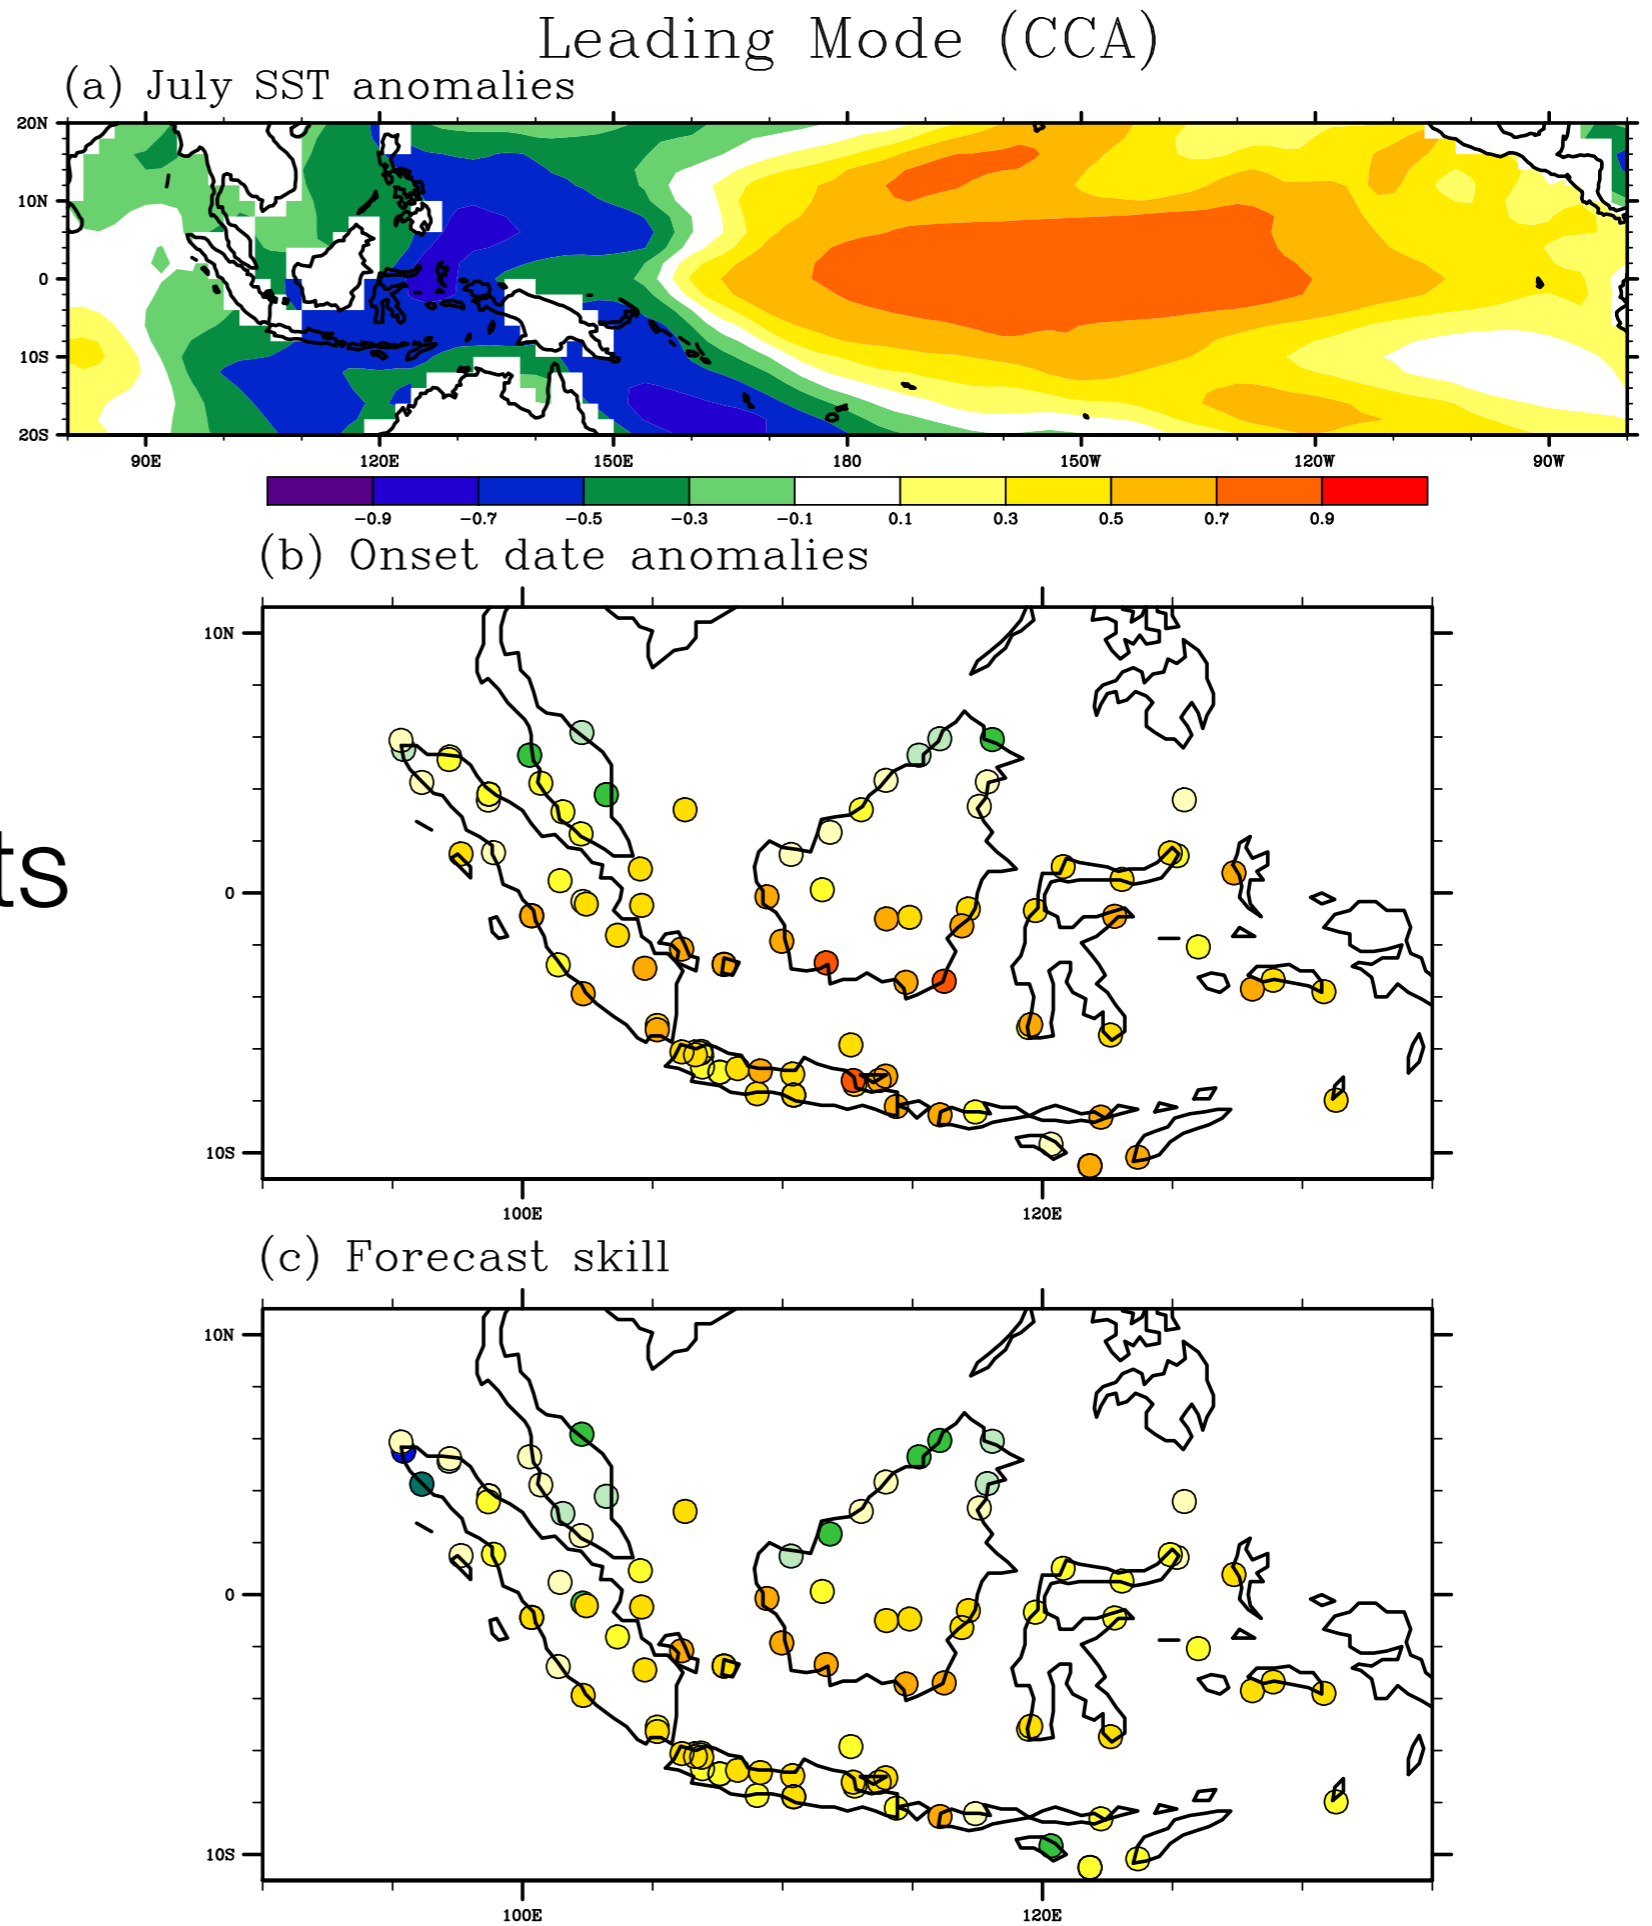 Leading Mode (CCA)
(a) July SST anomalies
20N
10N
0
10S
20S
90E 120E 150E 180 150W 120W 90W
-0.9 -0.7 -0.5 -0.3 -0.1 0.1 0.3 0.5 0.7 0.9
(b) Onset date anomalies
10N
ts
0
10S
100E 120E
(c) Forecast skill
10N
0
10S
100E 120E